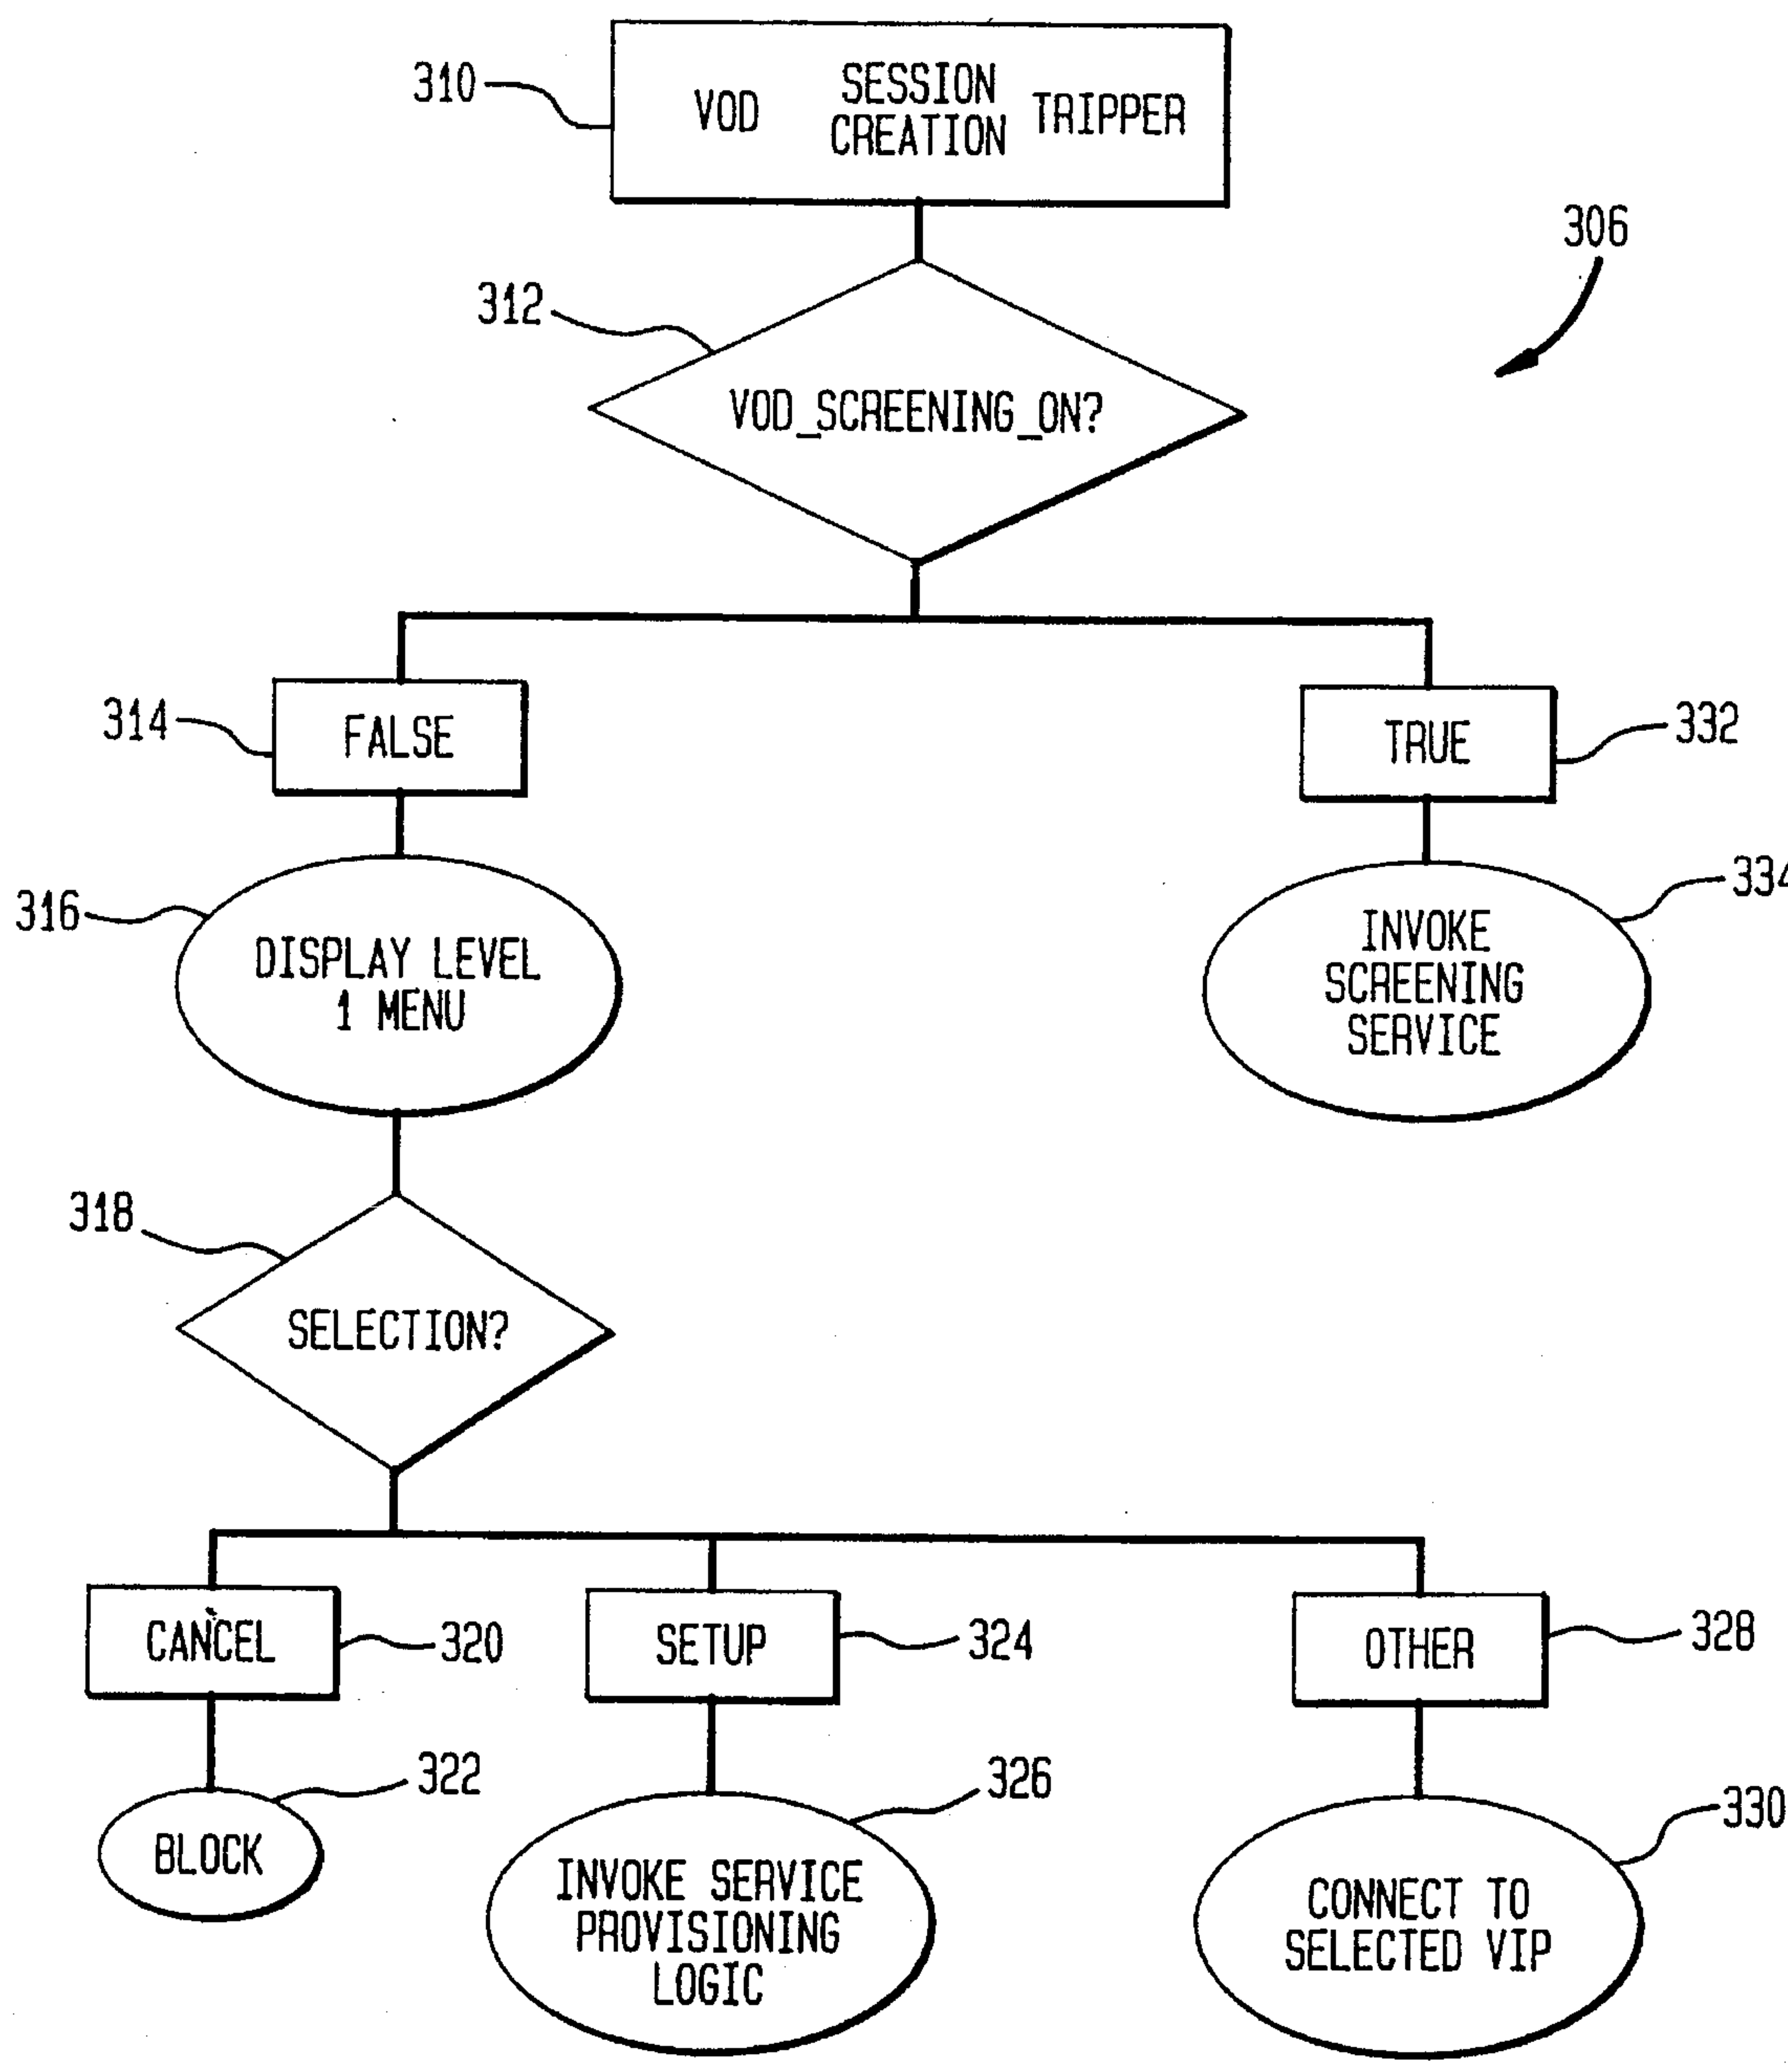 310
VOD SESSION CREATION TRIPPER
306
312
VOD_SCREENING_ON?
314
FALSE
TRUE
332
316
DISPLAY LEVEL
1 MENU
334
INVOKE
SCREENING
SERVICE
318
SELECTION?
CANCEL
320
SETUP
324
OTHER
328
322
BLOCK
326
INVOKE SERVICE
PROVISIONING
LOGIC
330
CONNECT TO
SELECTED VIP